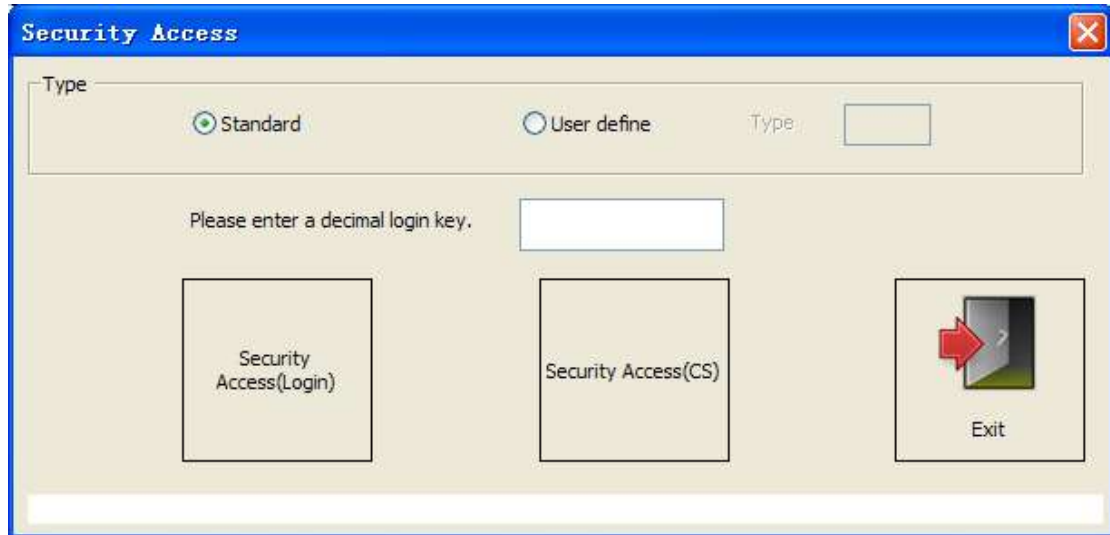 Security Access
Type
Standard
User define
Type
Please enter a decimal login key.
Security
Access(Login)
Security Access(CS)
Exit